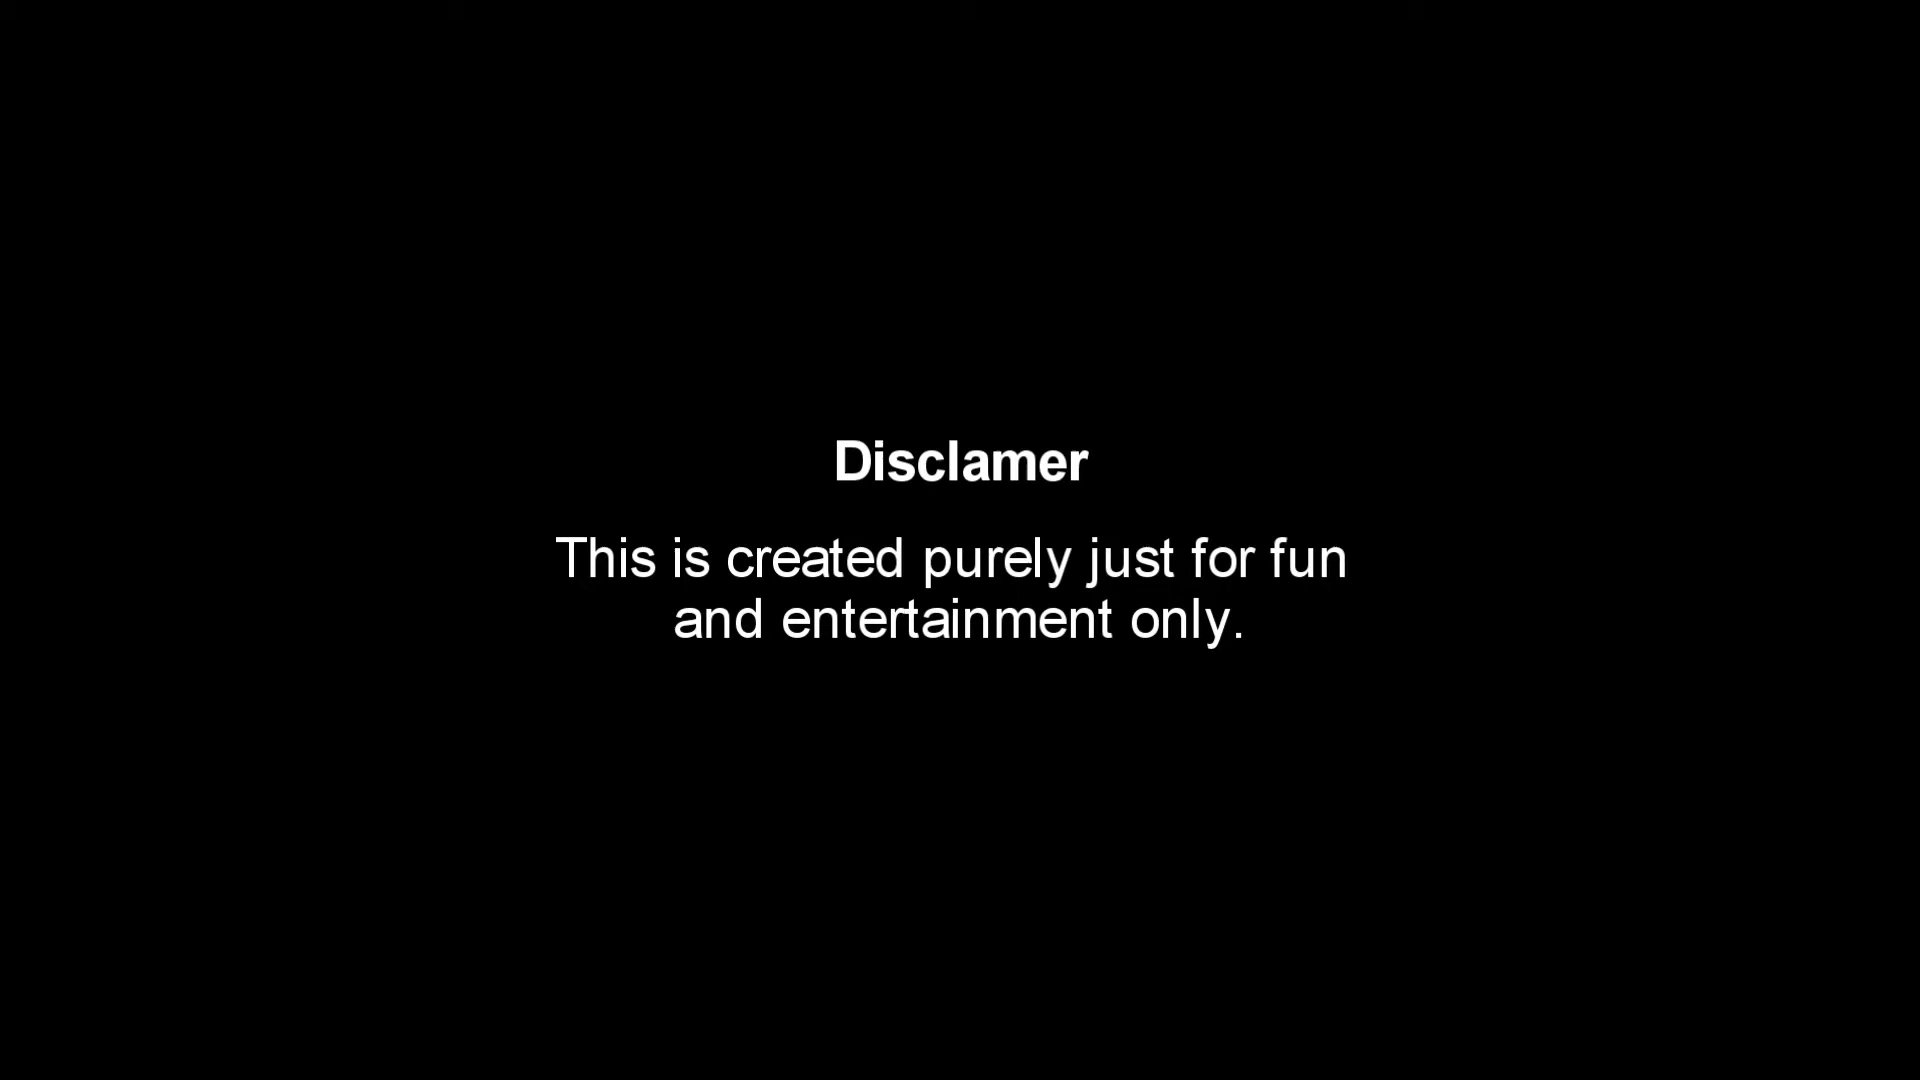 Disclamer
This is created purely just for fun
and entertainment only.